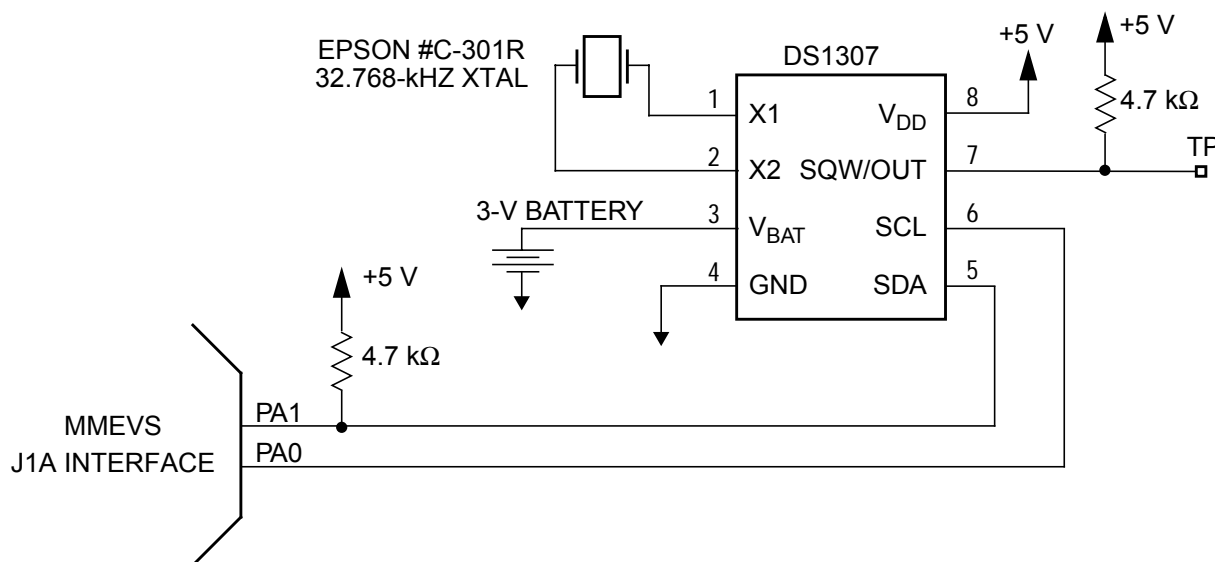 EPSON #C-301R
32.768-kHZ XTAL
DS1307
+5 V
+5 V
4.7 kΩ
TP
1
X1
2
X2
3-V BATTERY
3
VBAT
4
GND
8
VDD
7
SQW/OUT
6
SCL
5
SDA
+5 V
4.7 kΩ
MMEVS
J1A INTERFACE
PA1
PA0